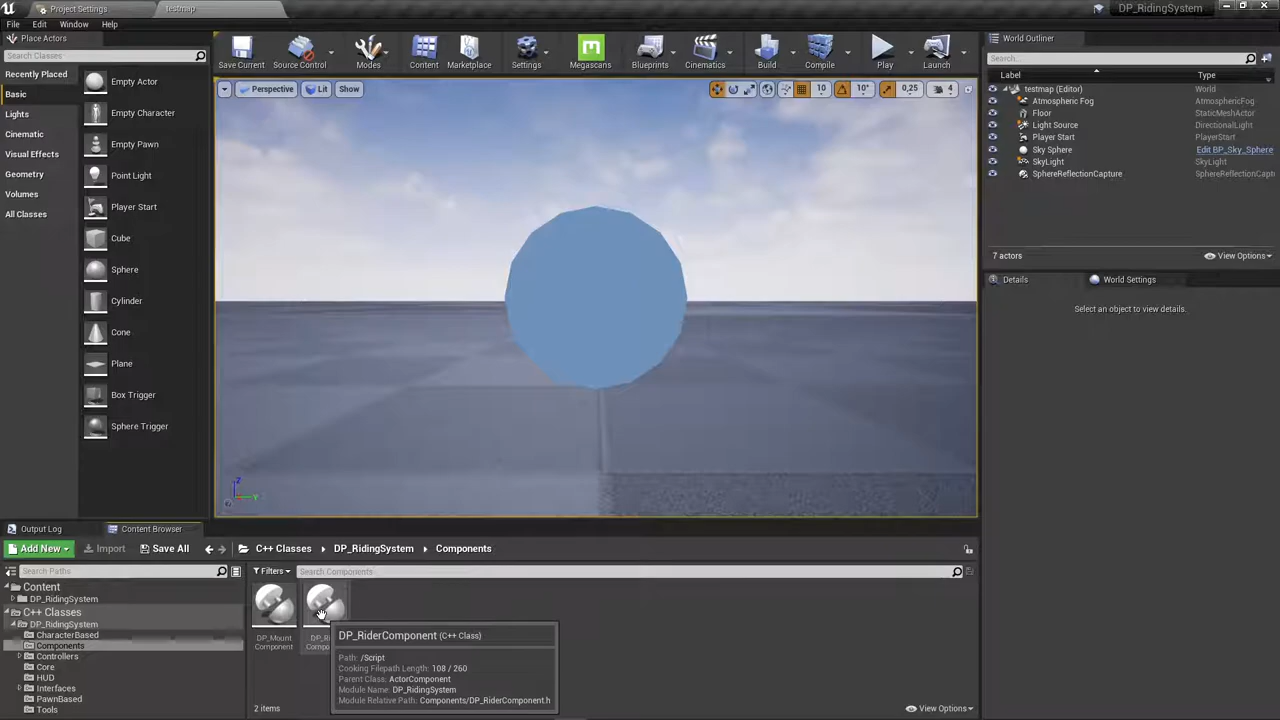 Project Settings
testmap
DP_RidingSystem
File Edit Window Help
Place Actors
Search Classes
Recently Placed
Basic
Lights
Cinematic
Visual Effects
Geometry
Volumes
All Classes
Empty Actor
Empty Character
Empty Pawn
Point Light
Player Start
Cube
Sphere
Cylinder
Cone
Plane
Box Trigger
Sphere Trigger
Save Current
Source Control
Modes
Content
Marketplace
Settings
Megascans
Blueprints
Cinematics
Build
Compile
Play
Launch
Perspective Lit Show
10 10° 0,25 4
Z
Y
World Outliner
Search...
Label Type
testmap (Editor) World
Atmospheric Fog AtmosphericFog
Floor StaticMeshActor
Light Source DirectionalLight
Player Start PlayerStart
Sky Sphere Edit BP_Sky_Sphere
SkyLight SkyLight
SphereReflectionCapture SphereReflectionCapt
7 actors View Options
Details World Settings
Select an object to view details.
Output Log Content Browser
Add New Import Save All C++ Classes DP_RidingSystem Components
Search Paths
Filters Search Components
Content
DP_RidingSystem
C++ Classes
DP_RidingSystem
CharacterBased
Components
Controllers
Core
HUD
Interfaces
PawnBased
Tools
DP_Mount
Component
DP_Ri
Compo
DP_RiderComponent (C++ Class)
Path: /Script
Cooking Filepath Length: 108 / 260
Parent Class: ActorComponent
Module Name: DP_RidingSystem
Module Relative Path: Components/DP_RiderComponent.h
2 items View Options